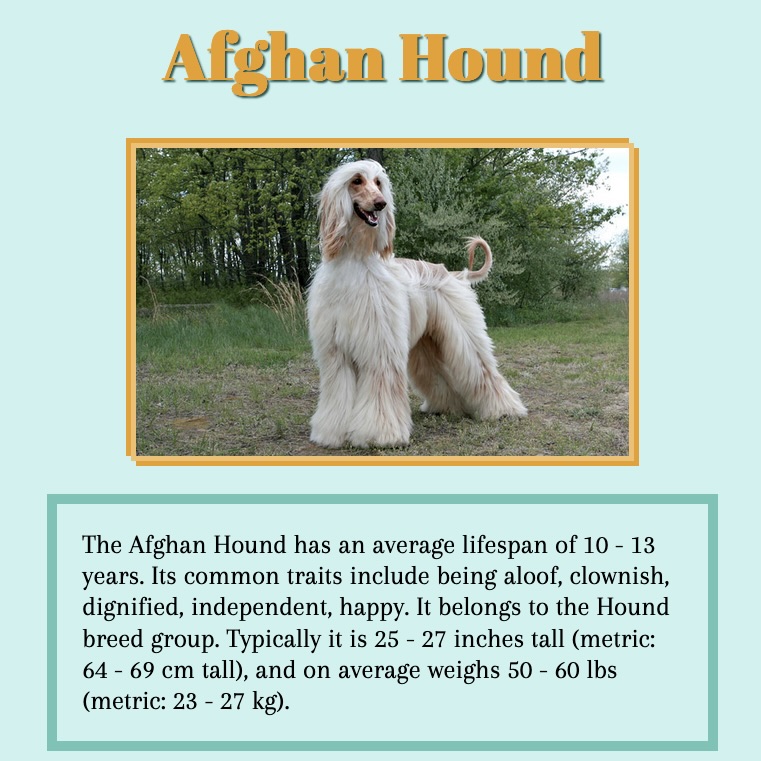 Afghan Hound
The Afghan Hound has an average lifespan of 10 - 13
years. Its common traits include being aloof, clownish,
dignified, independent, happy. It belongs to the Hound
breed group. Typically it is 25 - 27 inches tall (metric:
64 - 69 cm tall), and on average weighs 50 - 60 lbs
(metric: 23 - 27 kg).